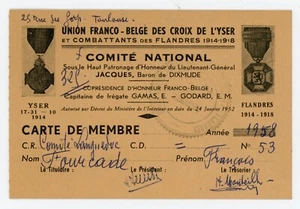 25 rue
Toulouse
UNION FRANCO-BELGE DES CROIX DE L'YSER
ET COMBATTANTS DES FLANDRES 1914-1918
COMITÉ NATIONAL
Sous le Haut Patronage d'Honneur du Lieutenant-Général
JACQUES, Baron de DIXMUDE
COPRÉSIDENCE D'HONNEUR FRANCO-BELGE :
Capitaine de frégate GAMAS, E. - GODARD, E.M.
Autorisé par Décret du Ministère de l'Intérieur en date du 24 Janvier 1952
YSER
17-31 - 10
1914
FLANDRES
1914 - 1918
CARTE DE MEMBRE Année 1958
C.R. Comité C.D. = N° 53
Nom Fourcade Prénom François
Le Titulaire : Le Président : Le Trésorier :